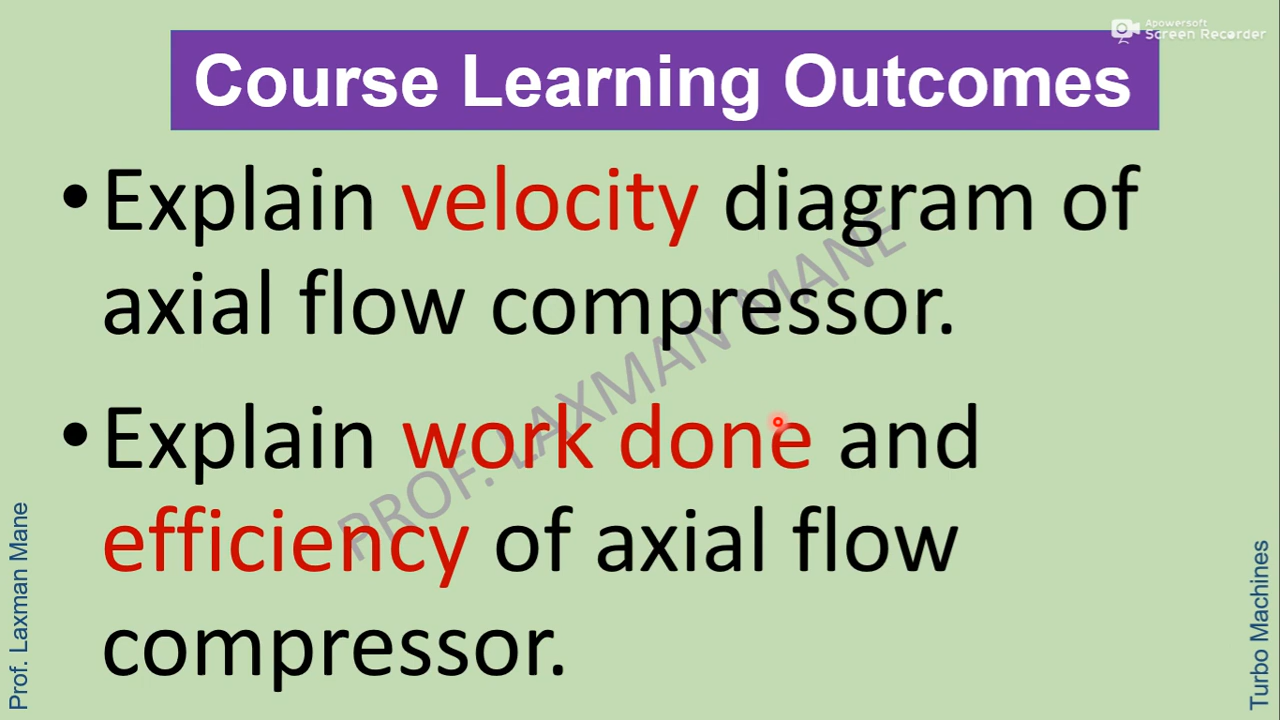 Apowersoft
Screen Recorder
Course Learning Outcomes
•Explain velocity diagram of
axial flow compressor.
•Explain work done and
efficiency of axial flow
compressor.
PROF. LAXMAN MANE
Prof. Laxman Mane
Turbo Machines